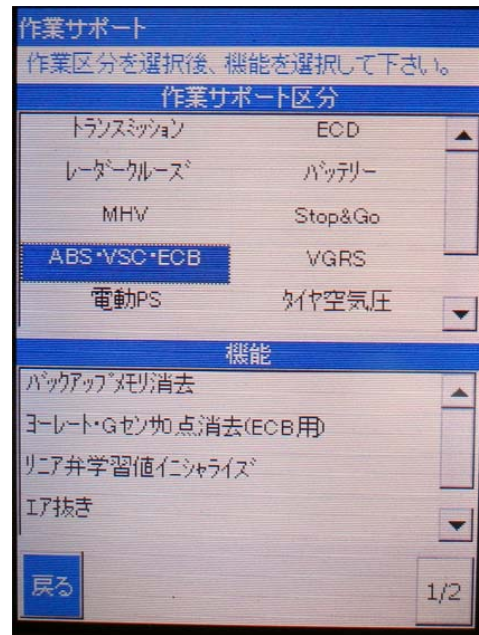 作業サポート
作業区分を選択後、機能を選択して下さい。
作業サポート区分
トランスミッション ECD
レーダークルーズ バッテリー
MHV Stop&Go
ABS・VSC・ECB VGRS
電動PS タイヤ空気圧
機能
バックアップメモリ消去
ヨーレート・Gセンサ0点消去(ECB用)
リニア弁学習値イニシャライズ
エア抜き
戻る 1/2